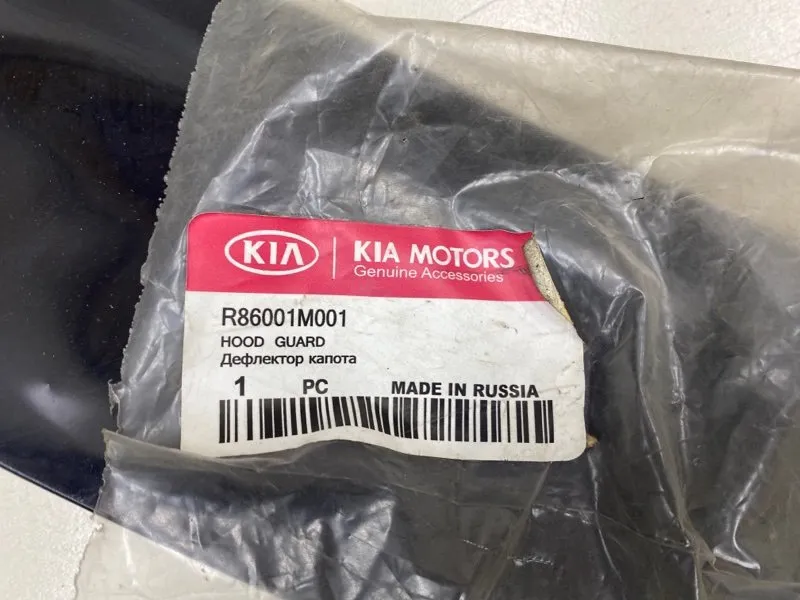 KIA KIA MOTORS
Genuine Accessories
R86001M001
HOOD GUARD
Дефлектор капота
1 PC MADE IN RUSSIA